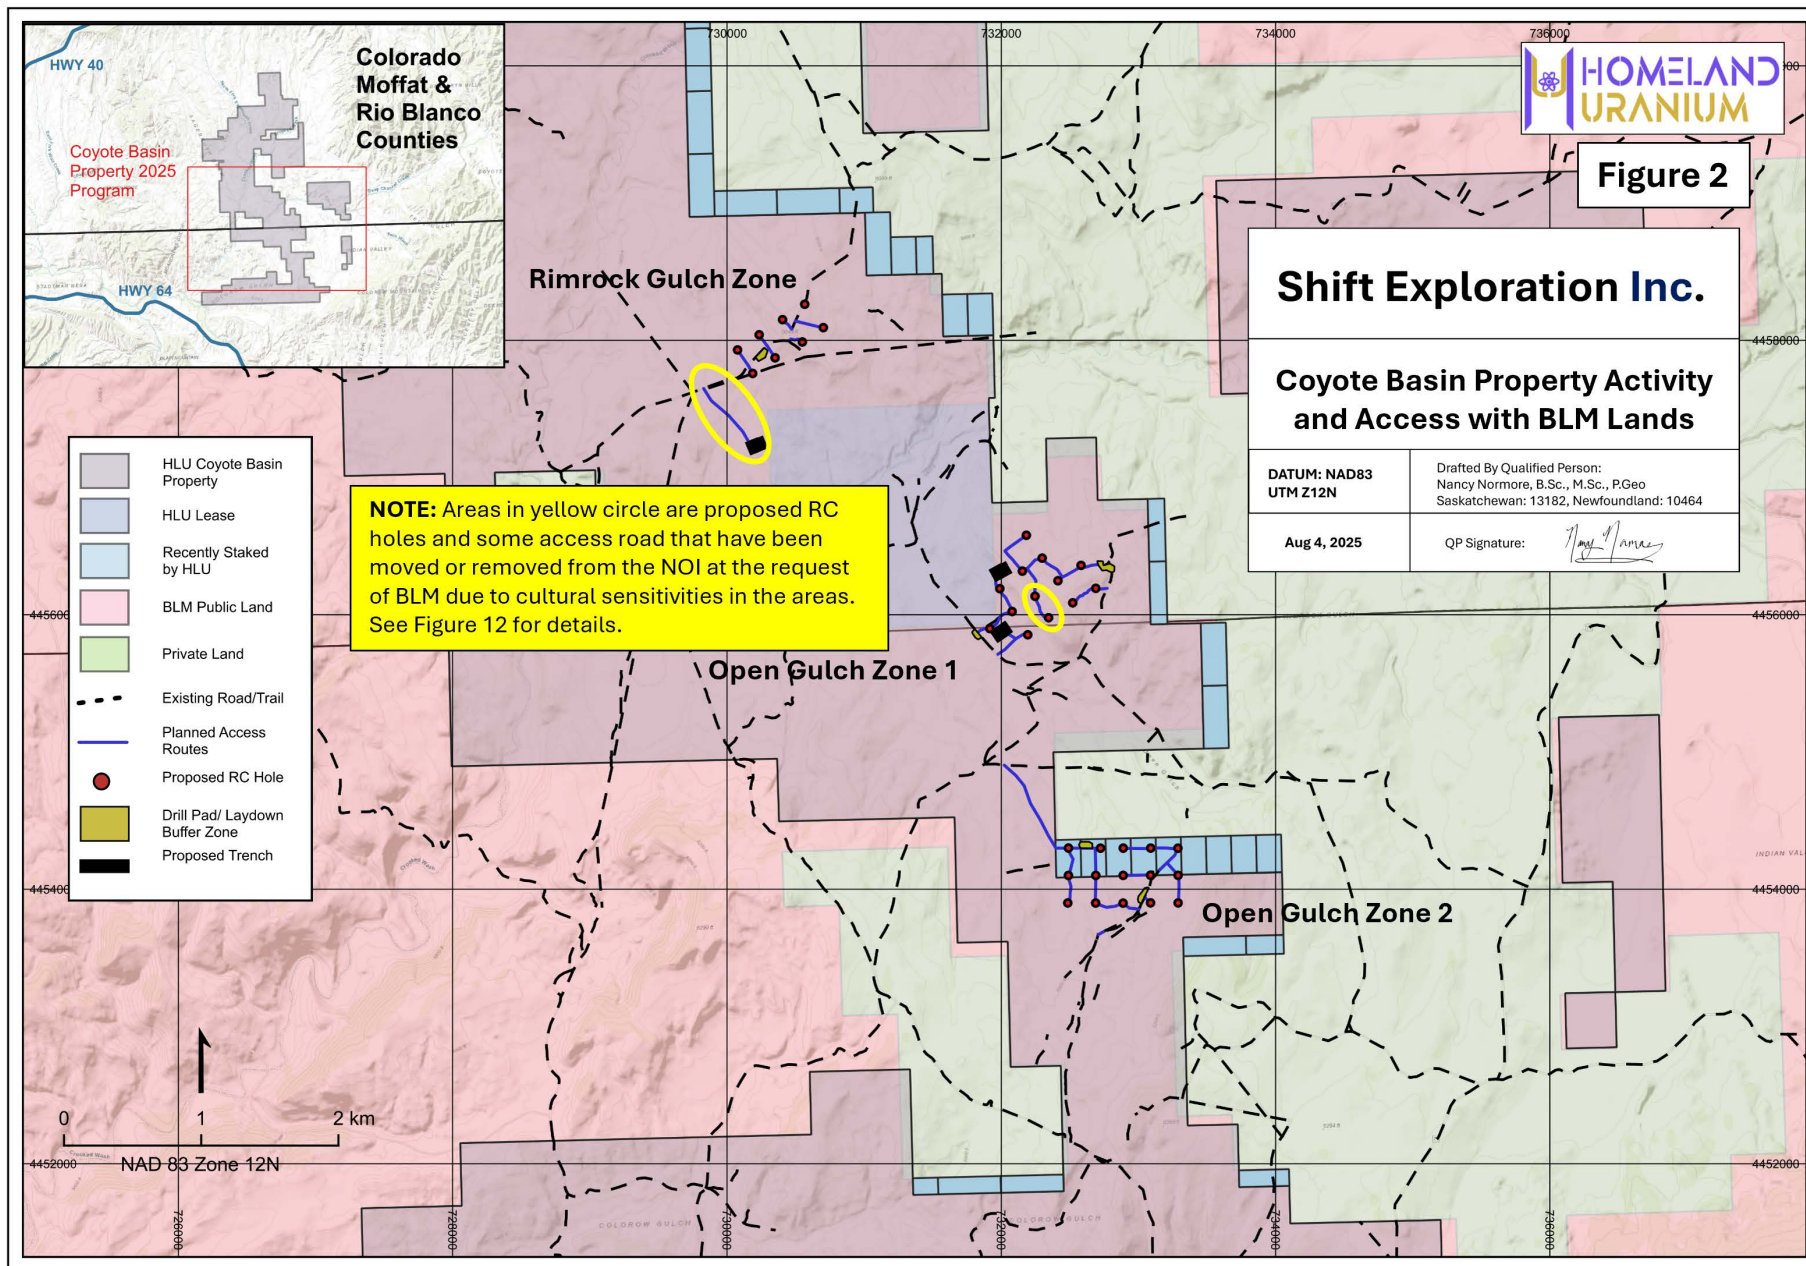 730000
732000
734000
736000
HWY 40
Colorado
Moffat &
Rio Blanco
Counties
Coyote Basin
Property 2025
Program
HWY 64
HOMELAND
URANIUM
Figure 2
Shift Exploration Inc.
Coyote Basin Property Activity
and Access with BLM Lands
DATUM: NAD83
UTM Z12N
Drafted By Qualified Person:
Nancy Normore, B.Sc., M.Sc., P.Geo
Saskatchewan: 13182, Newfoundland: 10464
Aug 4, 2025
QP Signature:
Rimrock Gulch Zone
4458000
HLU Coyote Basin
Property
HLU Lease
Recently Staked
by HLU
BLM Public Land
Private Land
Existing Road/Trail
Planned Access
Routes
Proposed RC Hole
Drill Pad/ Laydown
Buffer Zone
Proposed Trench
NOTE: Areas in yellow circle are proposed RC
holes and some access road that have been
moved or removed from the NOI at the request
of BLM due to cultural sensitivities in the areas.
See Figure 12 for details.
4456000
Open Gulch Zone 1
INDIAN VAL
4454000
Open Gulch Zone 2
0
1
2 km
NAD 83 Zone 12N
4452000
4452000
COLOROW GULCH
COLOROW GULCH
726000
728000
730000
732000
734000
736000